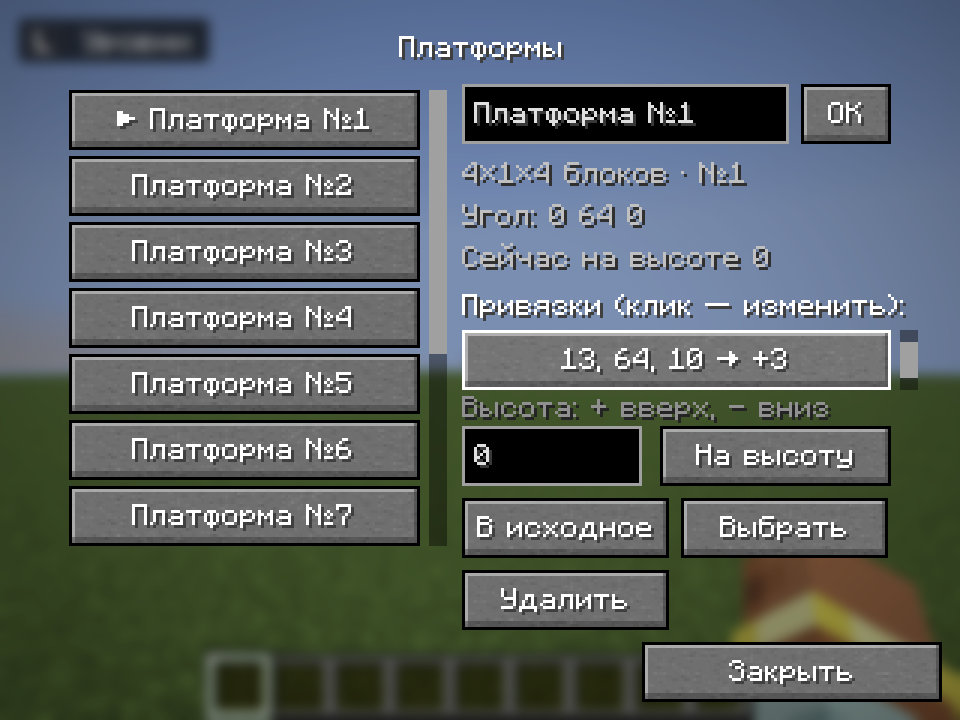 Платформы
► Платформа №1
Платформа №2
Платформа №3
Платформа №4
Платформа №5
Платформа №6
Платформа №7
Платформа №1
OK
4×1×4 блоков · №1
Угол: 0 64 0
Сейчас на высоте 0
Привязки (клик — изменить):
13, 64, 10 → +3
Высота: + вверх, − вниз
0
На высоту
В исходное
Выбрать
Удалить
Закрыть